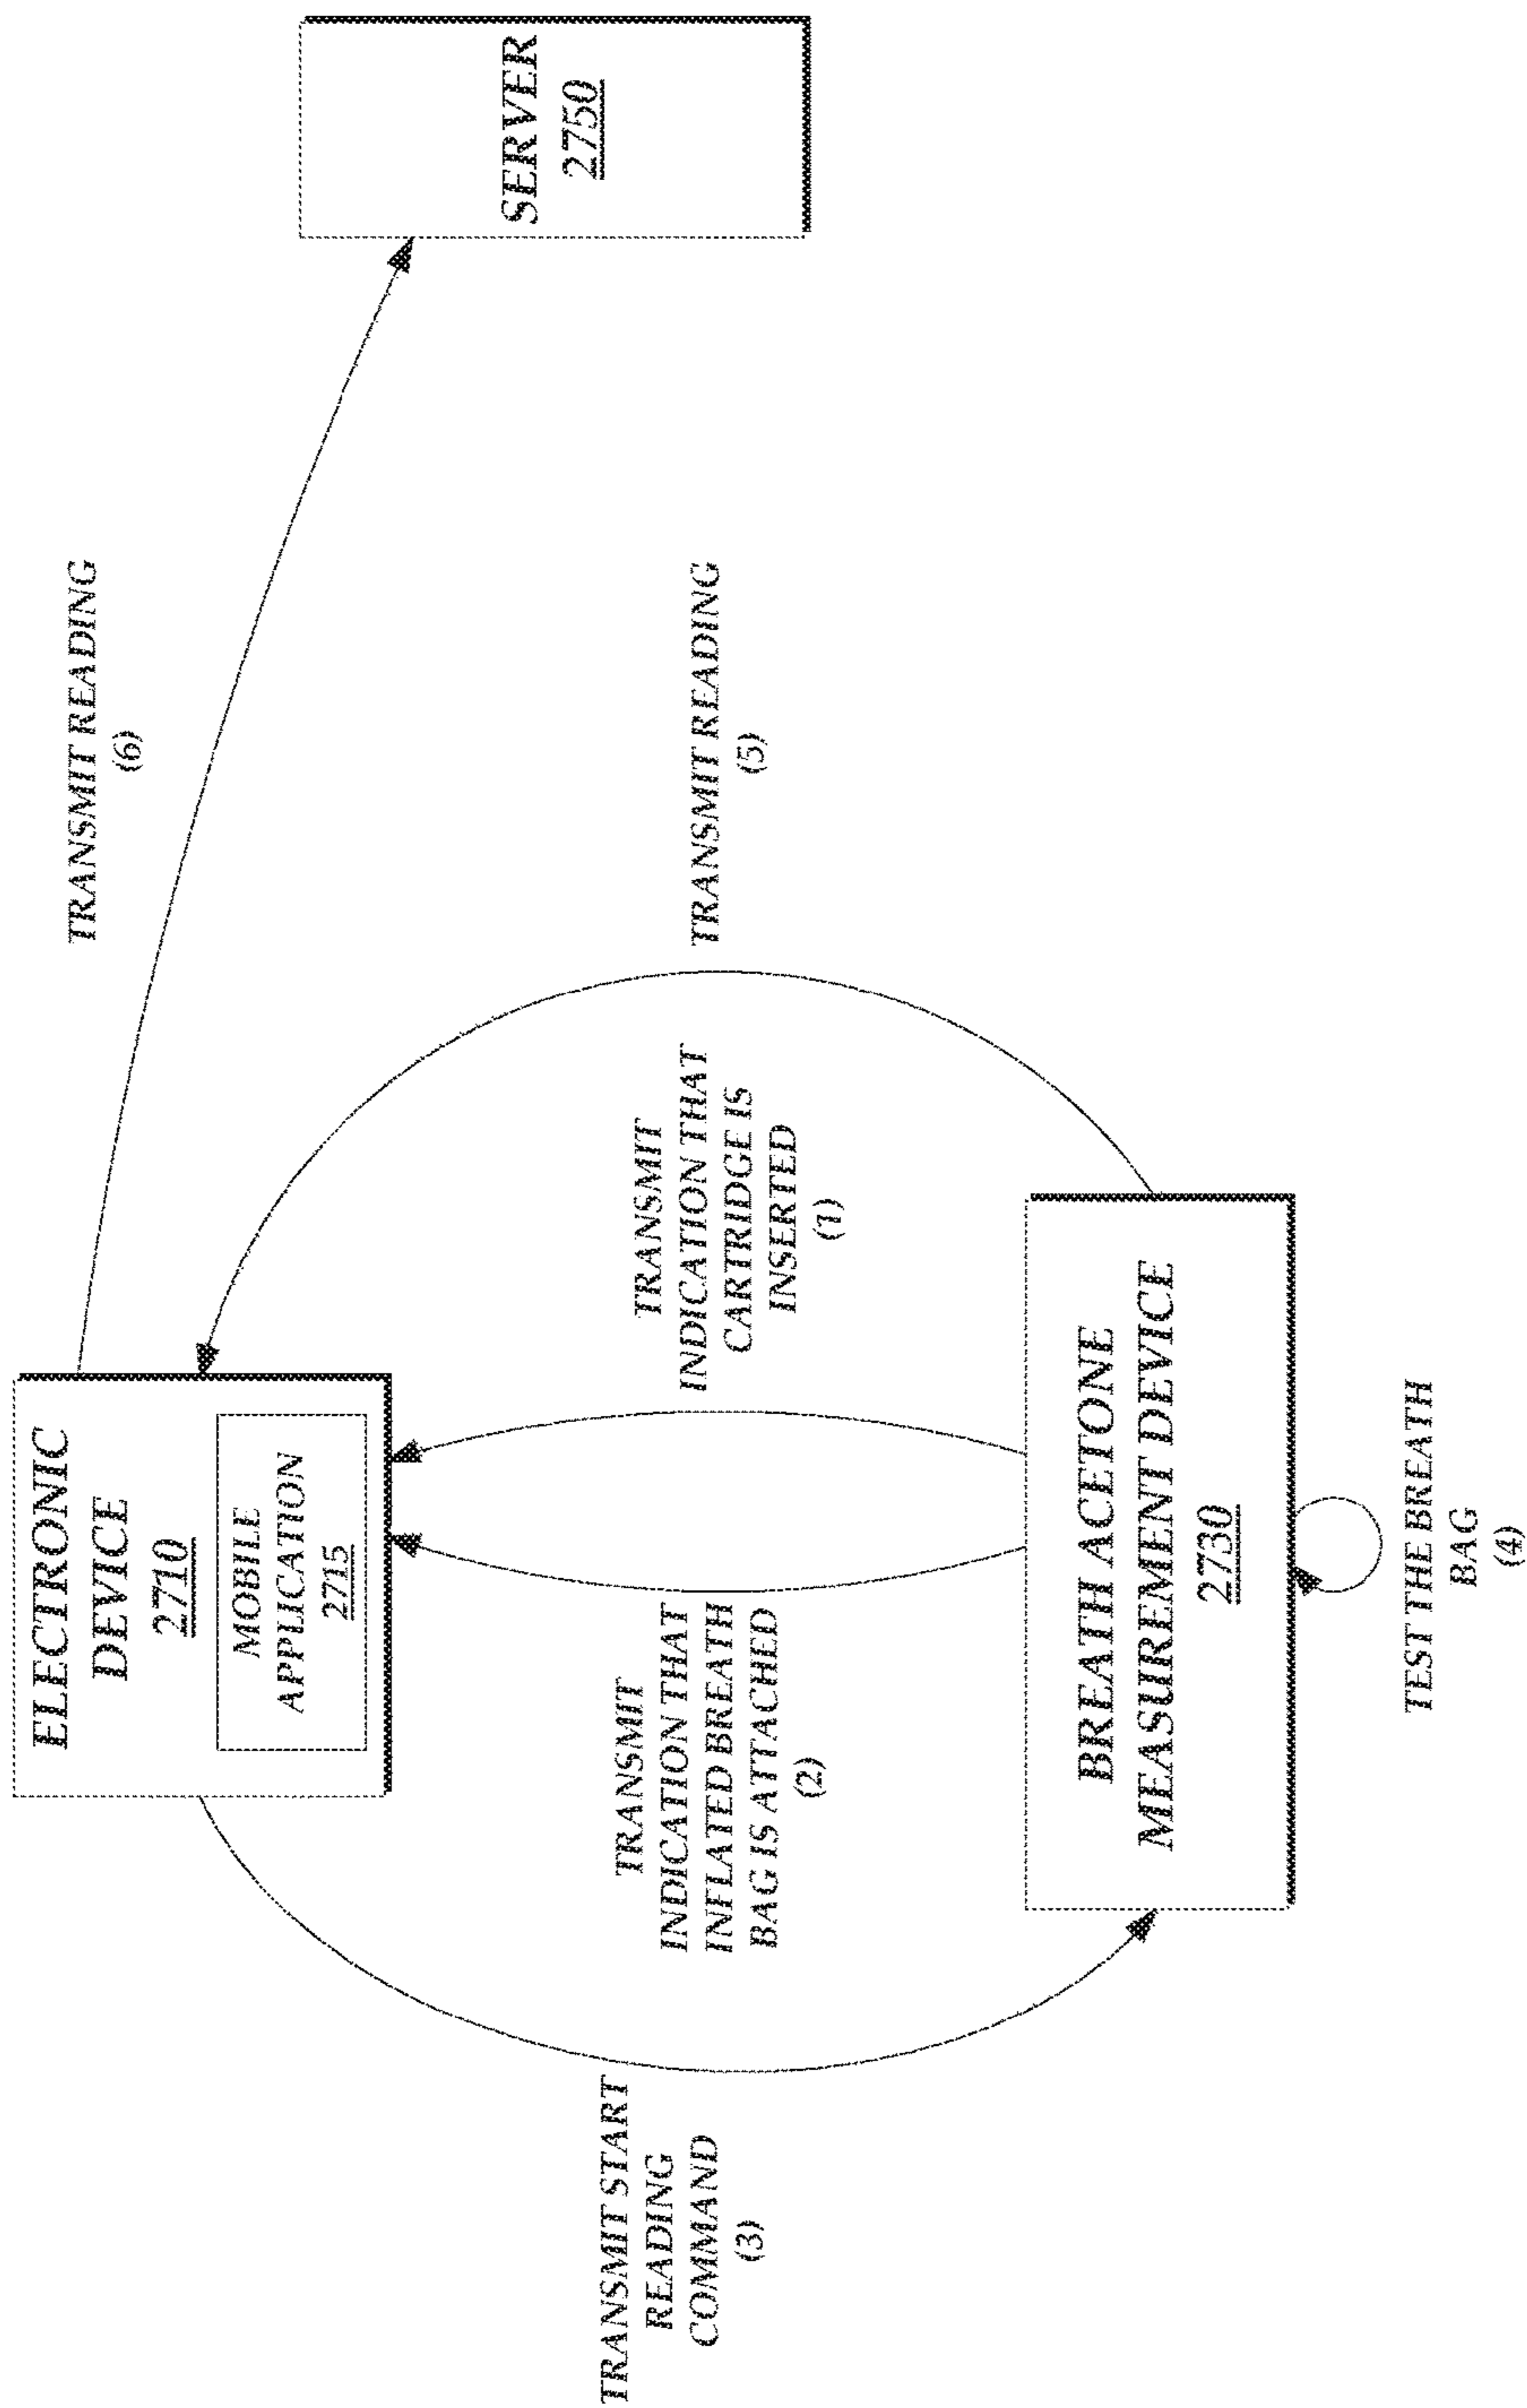 ELECTRONIC
DEVICE
2710
MOBILE
APPLICATION
2715
SERVER
2750
TRANSMIT READING
(6)
TRANSMIT START
READING
COMMAND
(3)
TRANSMIT
INDICATION THAT
INFLATED BREATH
BAG IS ATTACHED
(2)
TRANSMIT
INDICATION THAT
CARTRIDGE IS
INSERTED
(1)
TRANSMIT READING
(5)
BREATH ACETONE
MEASUREMENT DEVICE
2730
TEST THE BREATH
BAG
(4)